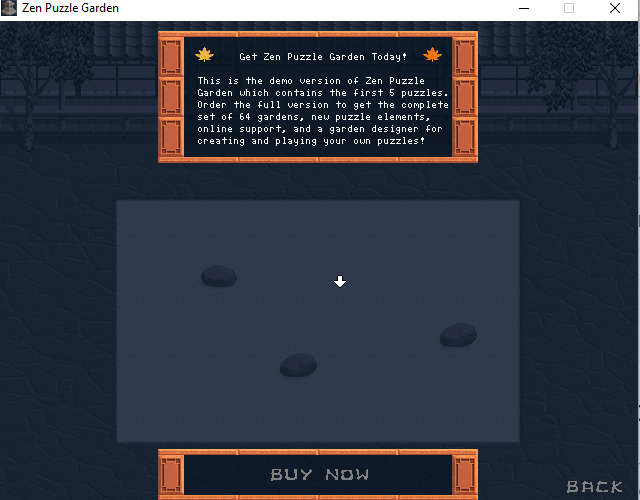 Zen Puzzle Garden
Get Zen Puzzle Garden Today!
This is the demo version of Zen Puzzle
Garden which contains the first 5 puzzles.
Order the full version to get the complete
set of 64 gardens, new puzzle elements,
online support, and a garden designer for
creating and playing your own puzzles!
BUY NOW
BACK